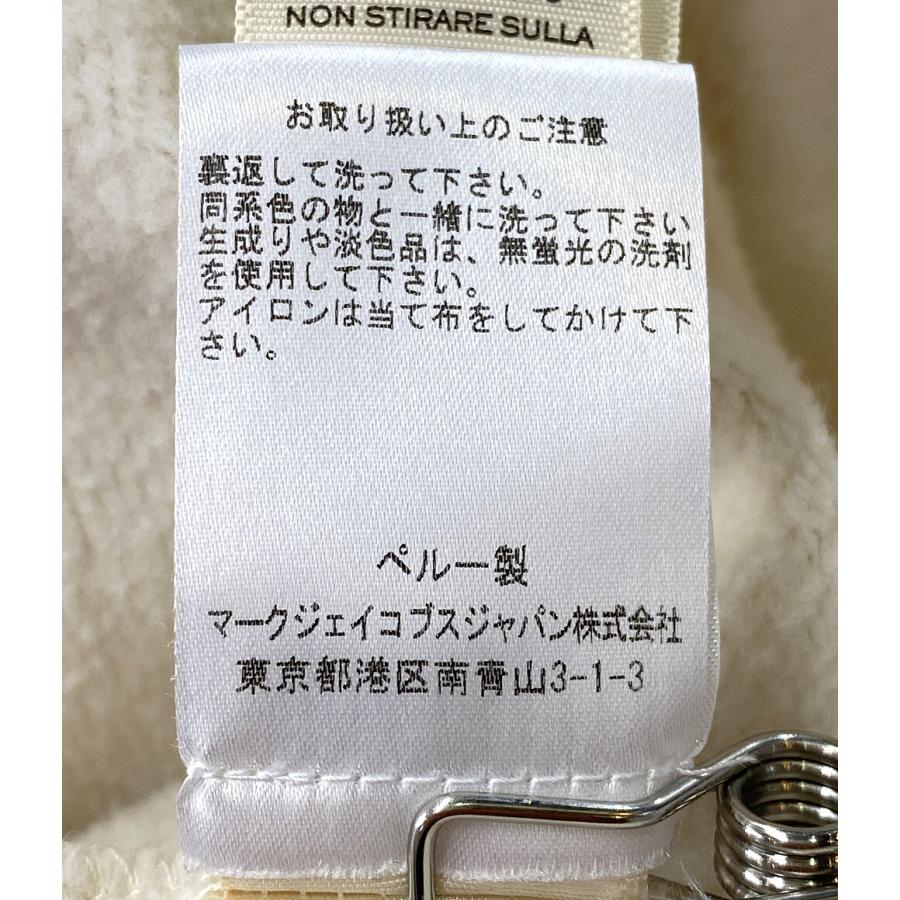 NON STIRARE SULLA
お取り扱い上のご注意
裏返して洗って下さい。
同系色の物と一緒に洗って下さい
生成りや淡色品は、無蛍光の洗剤
を使用して下さい。
アイロンは当て布をしてかけて下
さい。
ペルー製
マークジェイコブスジャパン株式会社
東京都港区南青山3-1-3